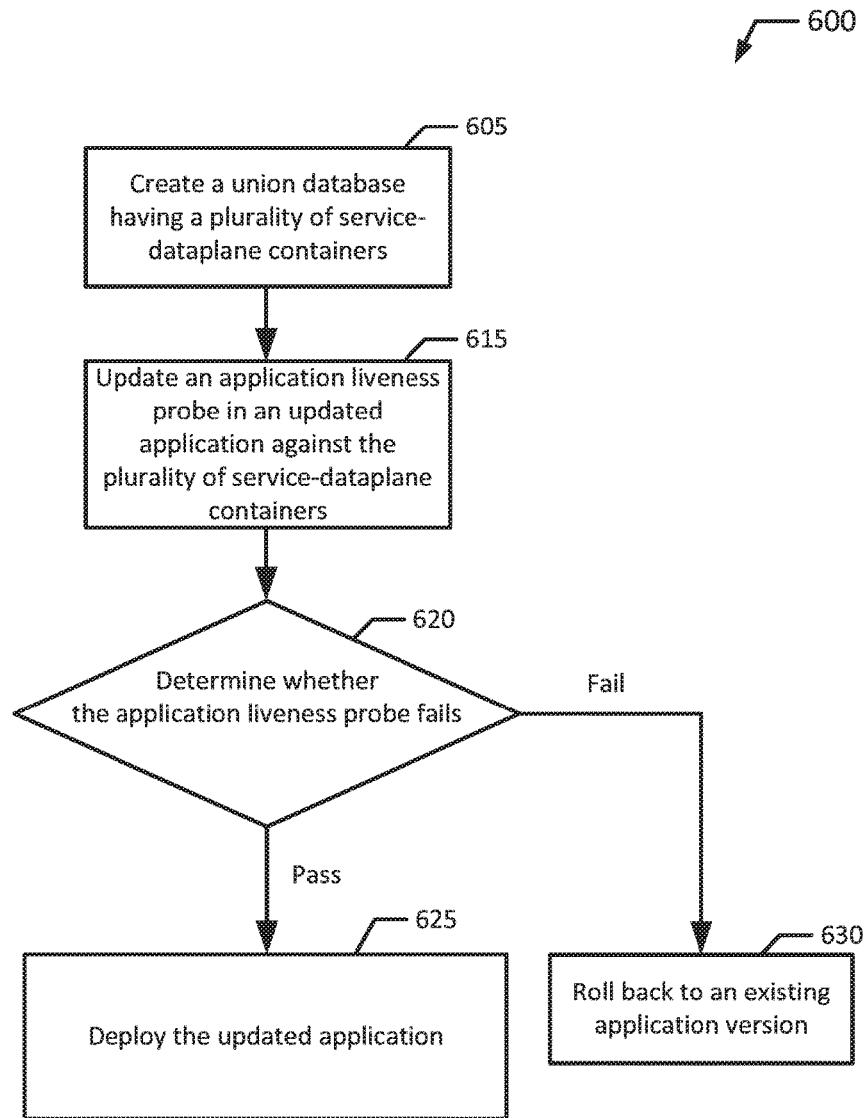 600
605
Create a union database
having a plurality of service-
dataplane containers
615
Update an application liveness
probe in an updated
application against the
plurality of service-dataplane
containers
620
Determine whether
the application liveness probe fails
Fail
Pass
625
Deploy the updated application
630
Roll back to an existing
application version